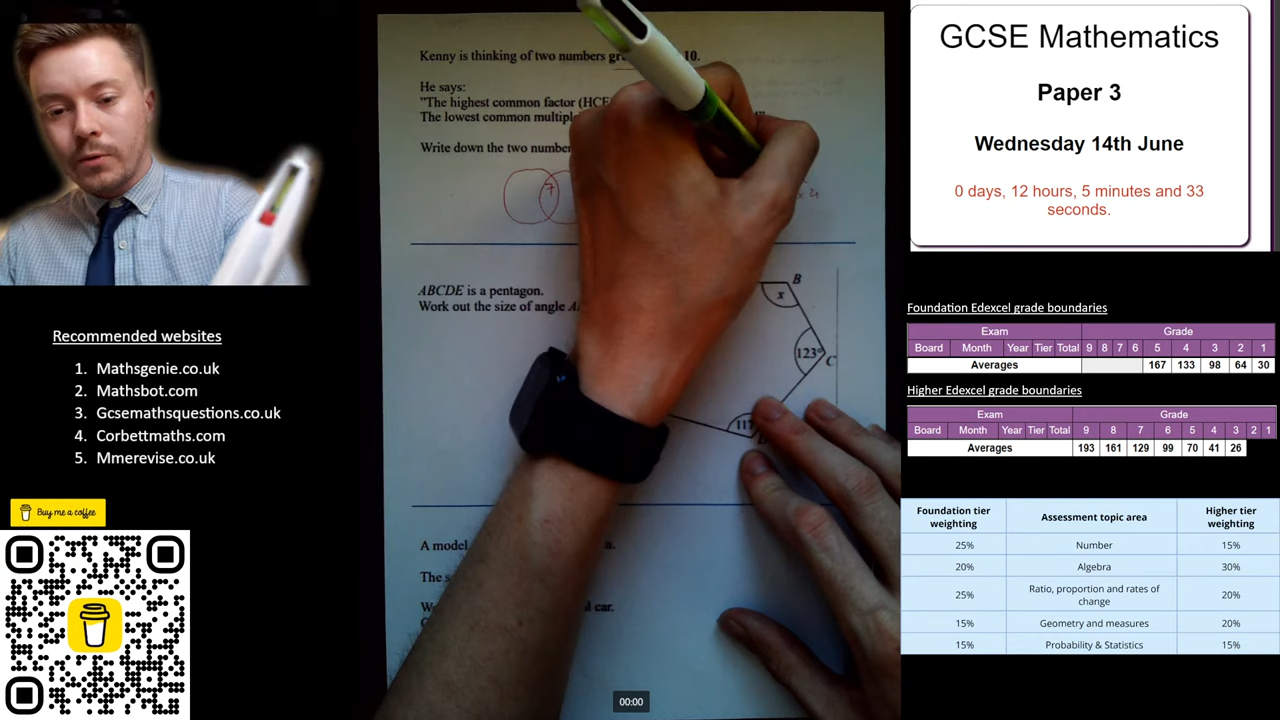 Kenny is thinking of two numbers 10.
He says:
"The highest common factor
The lowest common
Write down the two
7
ABCDE is a pentagon.
Work out the size of angle
B
x
123°
C
A model
car.
00:00
Recommended websites
1. Mathsgenie.co.uk
2. Mathsbot.com
3. Gcsemathsquestions.co.uk
4. Corbettmaths.com
5. Mmerevise.co.uk
Buy me a coffee
GCSE Mathematics
Paper 3
Wednesday 14th June
0 days, 12 hours, 5 minutes and 33
seconds.
Foundation Edexcel grade boundaries
Exam Grade
Board Month Year Tier Total 9 8 7 6 5 4 3 2 1
Averages 167 133 98 64 30
Higher Edexcel grade boundaries
Exam Grade
Board Month Year Tier Total 9 8 7 6 5 4 3 2 1
Averages 193 161 129 99 70 41 26
Foundation tier weighting Assessment topic area Higher tier weighting
25% Number 15%
20% Algebra 30%
25% Ratio, proportion and rates of change 20%
15% Geometry and measures 20%
15% Probability & Statistics 15%